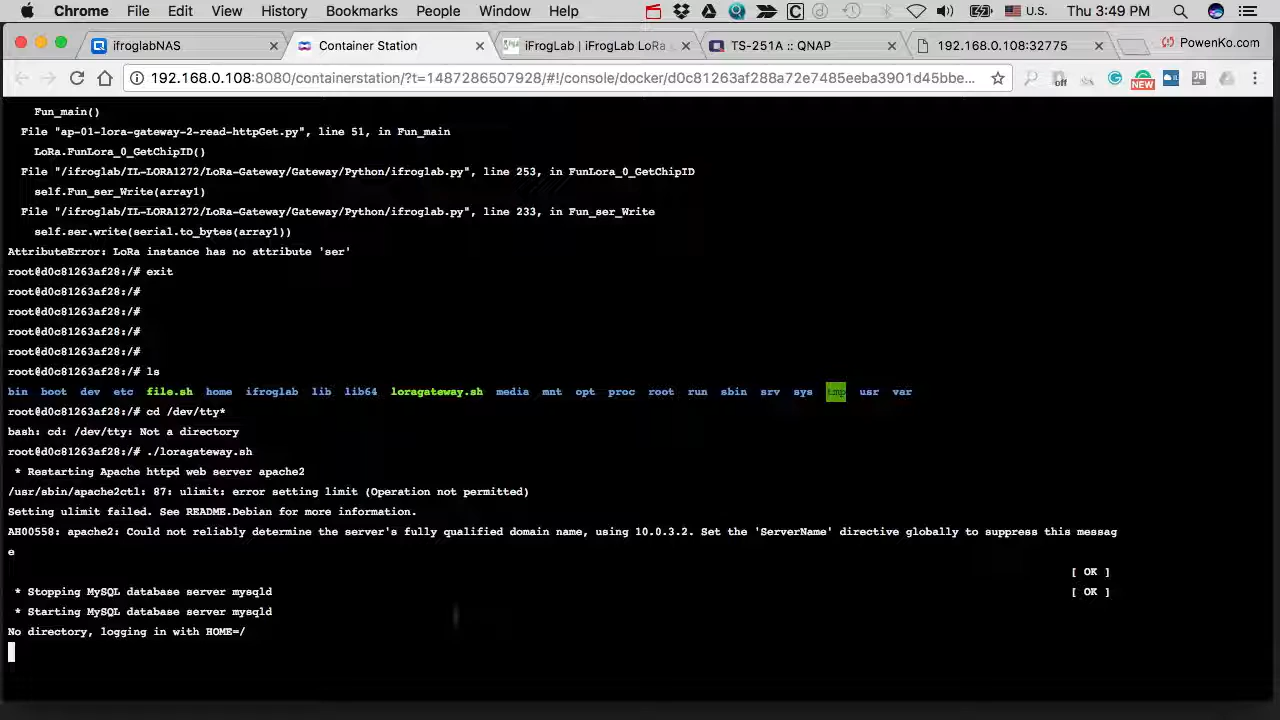 Chrome File Edit View History Bookmarks People Window Help U.S. Thu 3:49 PM
ifroglabNAS Container Station iFrogLab | iFrogLab LoRa TS-251A :: QNAP 192.168.0.108:32775 PowenKo.com
192.168.0.108:8080/containerstation/?t=1487286507928/#!/console/docker/d0c81263af288a72e7485eeba3901d45bbe... off NEW
Fun_main()
File "ap-01-lora-gateway-2-read-httpGet.py", line 51, in Fun_main
LoRa.FunLora_0_GetChipID()
File "/ifroglab/IL-LORA1272/LoRa-Gateway/Gateway/Python/ifroglab.py", line 253, in FunLora_0_GetChipID
self.Fun_ser_Write(array1)
File "/ifroglab/IL-LORA1272/LoRa-Gateway/Gateway/Python/ifroglab.py", line 233, in Fun_ser_Write
self.ser.write(serial.to_bytes(array1))
AttributeError: LoRa instance has no attribute 'ser'
root@d0c81263af28:/# exit
root@d0c81263af28:/#
root@d0c81263af28:/#
root@d0c81263af28:/#
root@d0c81263af28:/#
root@d0c81263af28:/# ls
bin boot dev etc file.sh home ifroglab lib lib64 loragateway.sh media mnt opt proc root run sbin srv sys tmp usr var
root@d0c81263af28:/# cd /dev/tty*
bash: cd: /dev/tty: Not a directory
root@d0c81263af28:/# ./loragateway.sh
* Restarting Apache httpd web server apache2
/usr/sbin/apache2ctl: 87: ulimit: error setting limit (Operation not permitted)
Setting ulimit failed. See README.Debian for more information.
AH00558: apache2: Could not reliably determine the server's fully qualified domain name, using 10.0.3.2. Set the 'ServerName' directive globally to suppress this messag
e
[ OK ]
* Stopping MySQL database server mysqld [ OK ]
* Starting MySQL database server mysqld
No directory, logging in with HOME=/